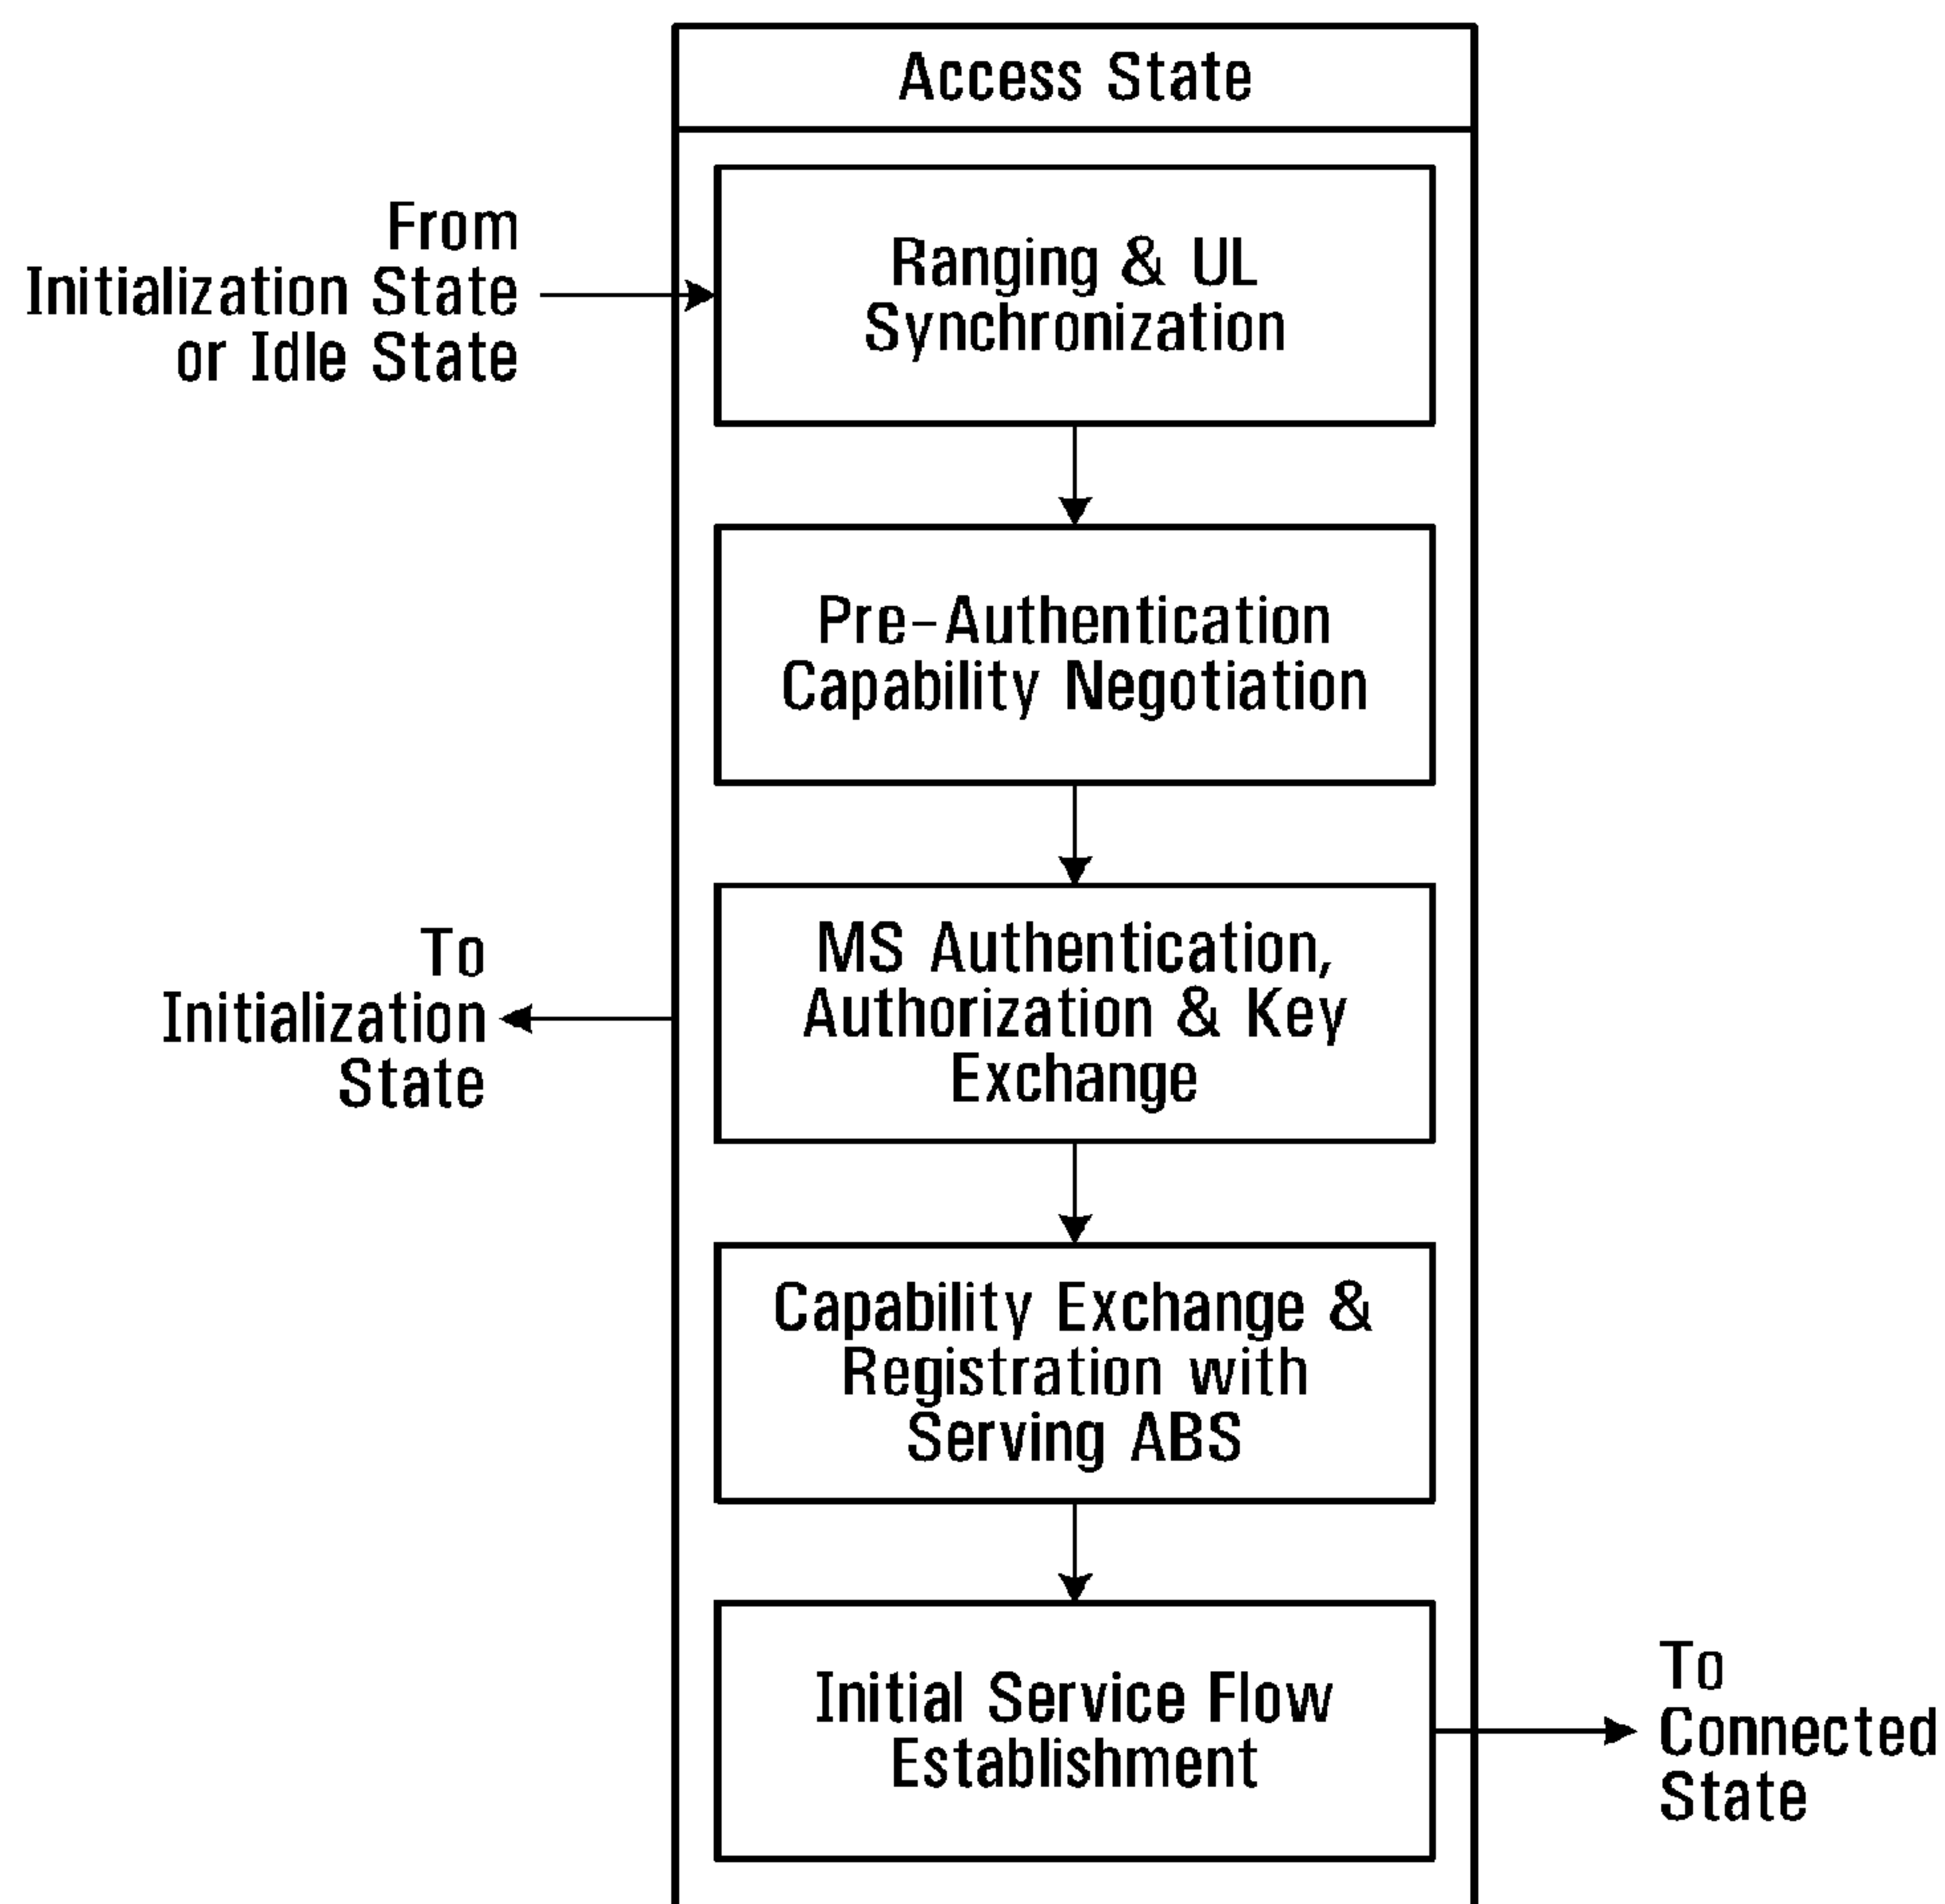 Access State
From
Initialization State
or Idle State
Ranging & UL
Synchronization
Pre-Authentication
Capability Negotiation
MS Authentication,
Authorization & Key
Exchange
To
Initialization
State
Capability Exchange &
Registration with
Serving ABS
Initial Service Flow
Establishment
To
Connected
State